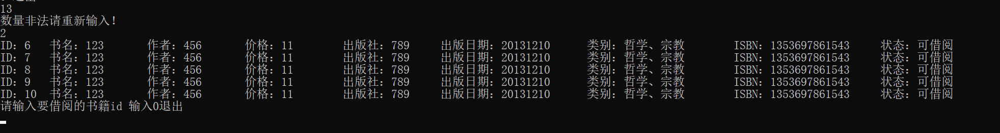 13
数量非法请重新输入！
2
ID：6 书名：123 作者：456 价格：11 出版社：789 出版日期：20131210 类别：哲学、宗教 ISBN：1353697861543 状态：可借阅
ID：7 书名：123 作者：456 价格：11 出版社：789 出版日期：20131210 类别：哲学、宗教 ISBN：1353697861543 状态：可借阅
ID：8 书名：123 作者：456 价格：11 出版社：789 出版日期：20131210 类别：哲学、宗教 ISBN：1353697861543 状态：可借阅
ID：9 书名：123 作者：456 价格：11 出版社：789 出版日期：20131210 类别：哲学、宗教 ISBN：1353697861543 状态：可借阅
ID：10 书名：123 作者：456 价格：11 出版社：789 出版日期：20131210 类别：哲学、宗教 ISBN：1353697861543 状态：可借阅
请输入要借阅的书籍id 输入0退出